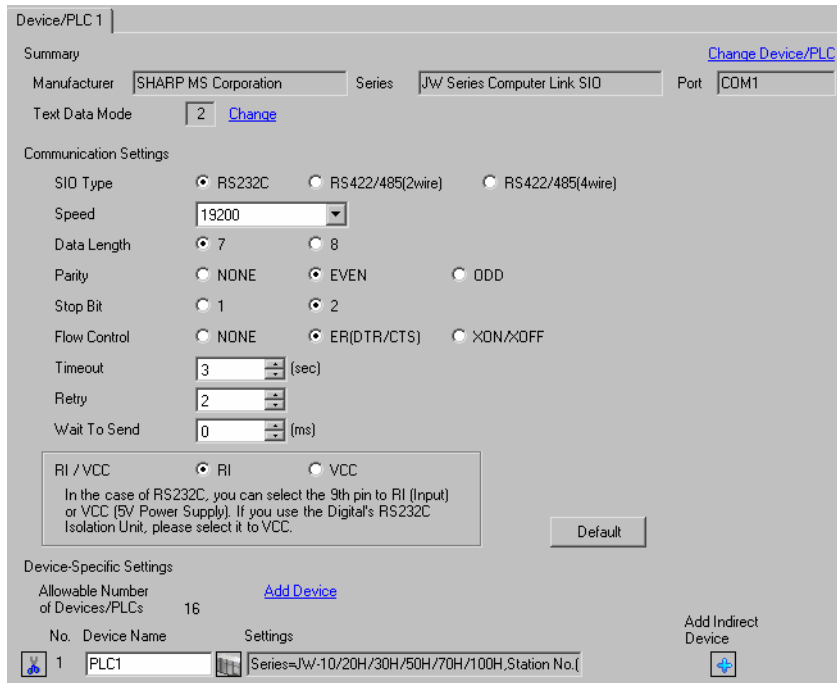 Device/PLC 1
Summary
Change Device/PLC
Manufacturer SHARP MS Corporation Series JW Series Computer Link SIO Port COM1
Text Data Mode 2 Change
Communication Settings
SIO Type RS232C RS422/485(2wire) RS422/485(4wire)
Speed 19200
Data Length 7 8
Parity NONE EVEN ODD
Stop Bit 1 2
Flow Control NONE ER(DTR/CTS) XON/XOFF
Timeout 3 (sec)
Retry 2
Wait To Send 0 (ms)
RI / VCC RI VCC
In the case of RS232C, you can select the 9th pin to RI (Input)
or VCC (5V Power Supply). If you use the Digital's RS232C
Isolation Unit, please select it to VCC.
Default
Device-Specific Settings
Allowable Number
of Devices/PLCs 16
Add Device
Add Indirect
Device
No. Device Name Settings
1 PLC1 Series=JW-10/20H/30H/50H/70H/100H,Station No.(